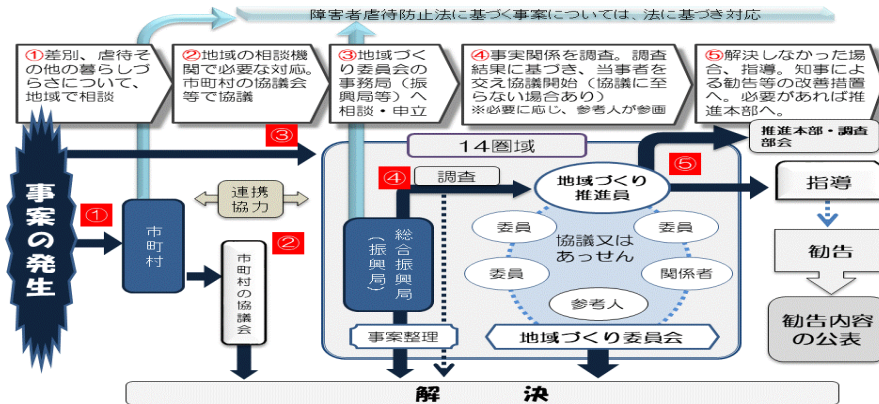 障害者虐待防止法に基づく事案については、法に基づき対応
①差別、虐待そ
の他の暮らしづ
らさについて、
地域で相談
②地域の相談機
関で必要な対応。
市町村の協議会
等で協議
③地域づく
り委員会の
事務局（振
興局等）へ
相談・申立
④事実関係を調査。調査
結果に基づき、当事者を
交え協議開始（協議に至
らない場合あり）
※必要に応じ、参考人が参画
⑤解決しなかった場
合、指導。知事によ
る勧告等の改善措置
へ。必要があれば推
進本部へ。
事案の発生
③
①
市町村
連携
協力
②
市町村の協議会
14圏域
④
調査
総合振興局
（振興局）
事案整理
地域づくり
推進員
委員
委員
協議又は
あっせん
委員
関係者
参考人
地域づくり委員会
⑤
推進本部・調査
部会
指導
勧告
勧告内容
の公表
解　決